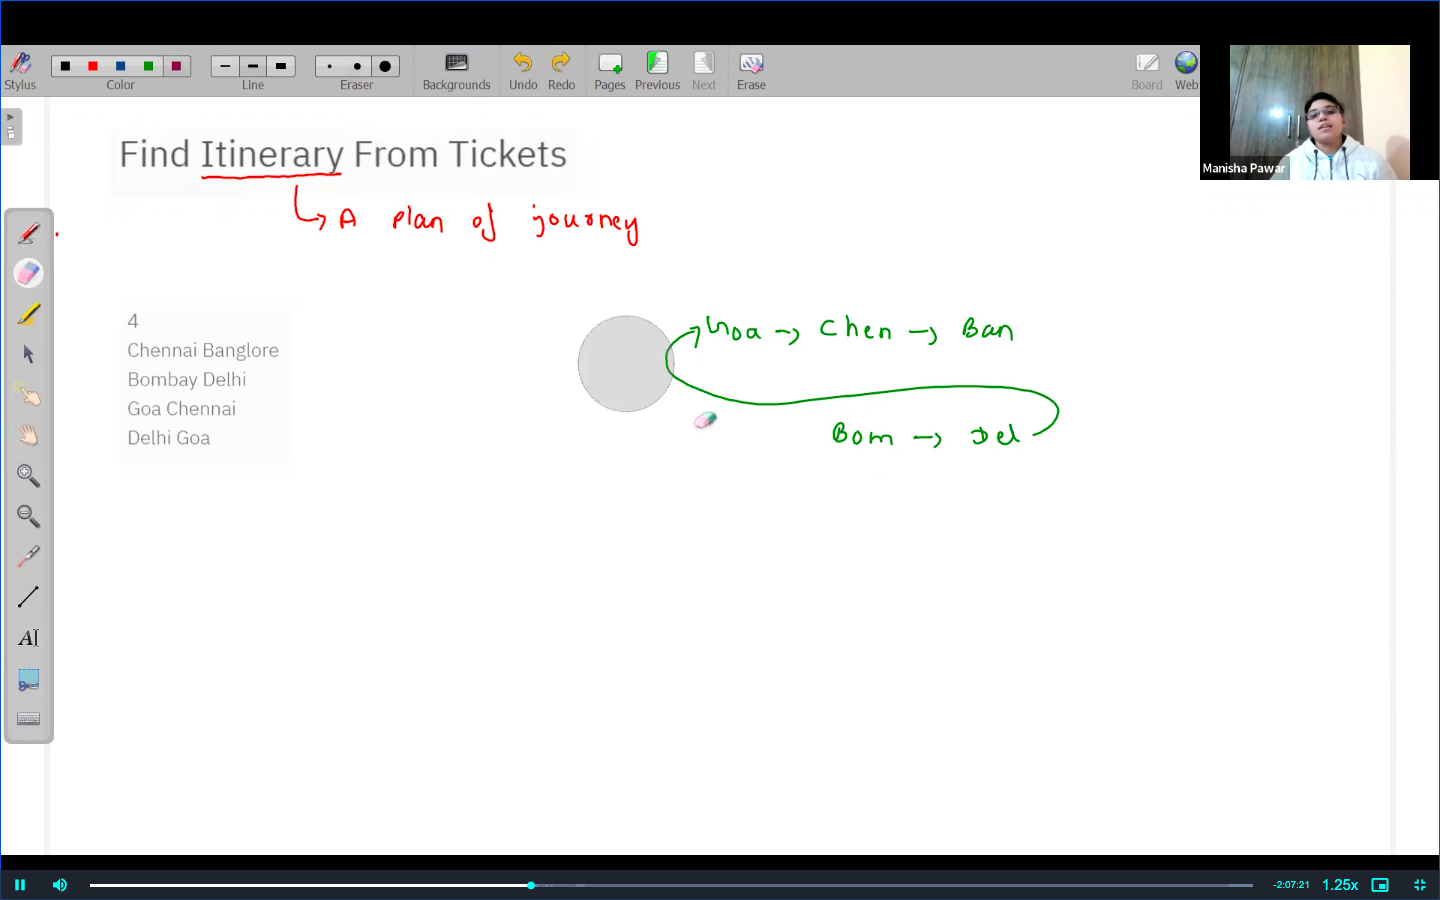 Stylus Color Line Eraser Backgrounds Undo Redo Pages Previous Next Erase Board Web
Manisha Pawar
Find Itinerary From Tickets
→ A plan of journey
4
Chennai Banglore
Bombay Delhi
Goa Chennai
Delhi Goa
Goa → Chen → Ban
Bom → Del
AI
-2:07:21 1.25x